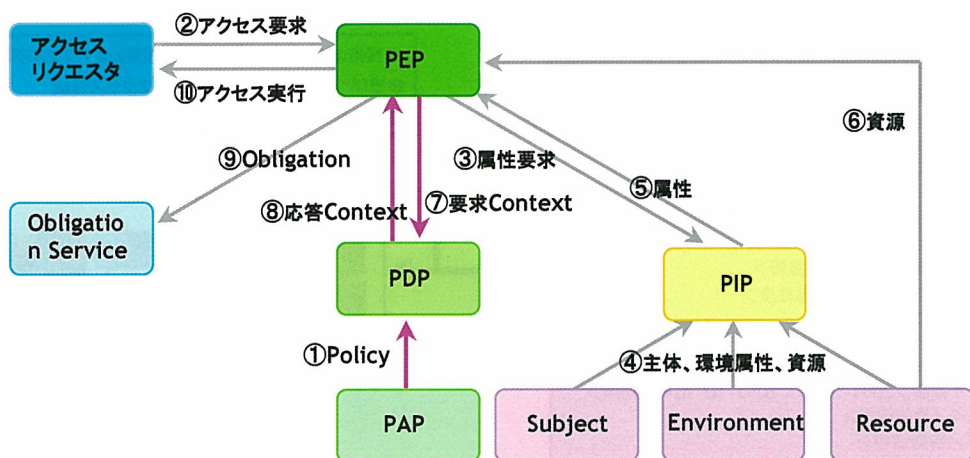 ②アクセス要求
アクセス
リクエスタ
PEP
⑩アクセス実行
⑥資源
⑨Obligation
③属性要求
⑤属性
⑧応答Context
⑦要求Context
Obligatio
n Service
PDP
PIP
①Policy
④主体、環境属性、資源
PAP
Subject
Environment
Resource